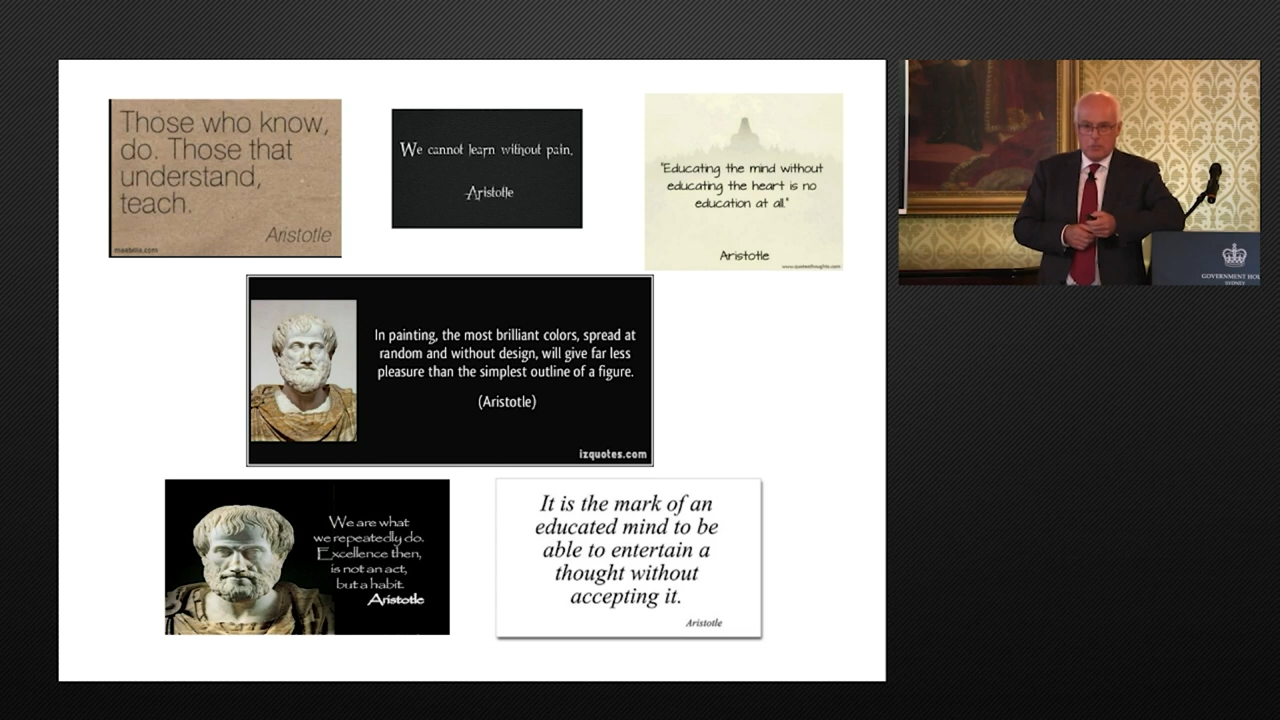 Those who know,
do. Those that
understand,
teach.
Aristotle
We cannot learn without pain.
-Aristotle
"Educating the mind without
educating the heart is no
education at all."
Aristotle
www.quotesthoughts.com
In painting, the most brilliant colors, spread at
random and without design, will give far less
pleasure than the simplest outline of a figure.
(Aristotle)
izquotes.com
We are what
we repeatedly do.
Excellence then,
is not an act,
but a habit.
Aristotle
It is the mark of an
educated mind to be
able to entertain a
thought without
accepting it.
Aristotle
GOVERNMENT HOU
SYDNEY